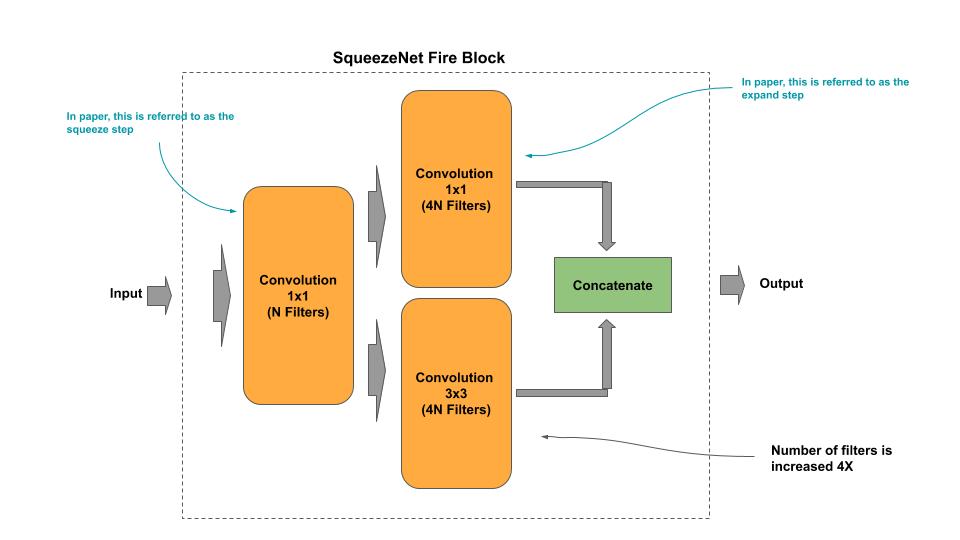 SqueezeNet Fire Block
In paper, this is referred to as the
expand step
In paper, this is referred to as the
squeeze step
Convolution
1x1
(4N Filters)
Convolution
1x1
(N Filters)
Input
Concatenate
Output
Convolution
3x3
(4N Filters)
Number of filters is
increased 4X